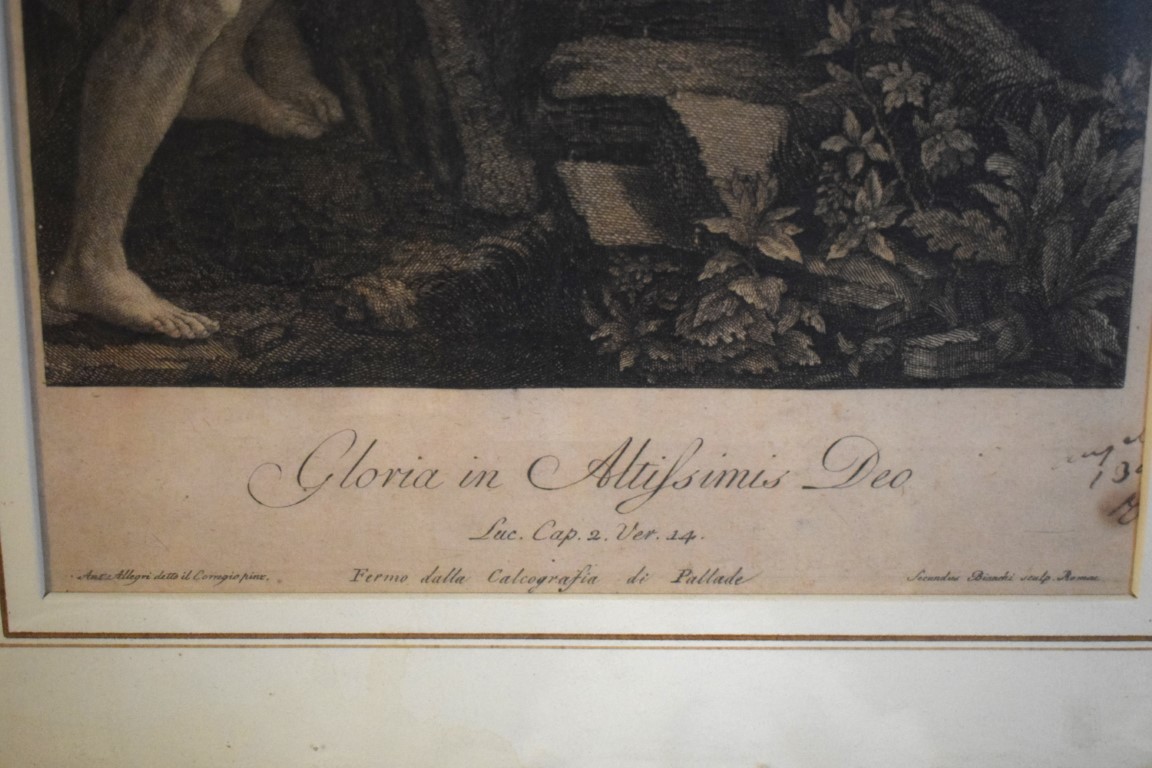 Gloria in Altiſsimis Deo
Luc. Cap. 2. Ver. 14.
Ant.s Allegri detto il Coregio pinx.
Fermo dalla Calcografia di Pallade
Secundus Bianchi sculp. Romae